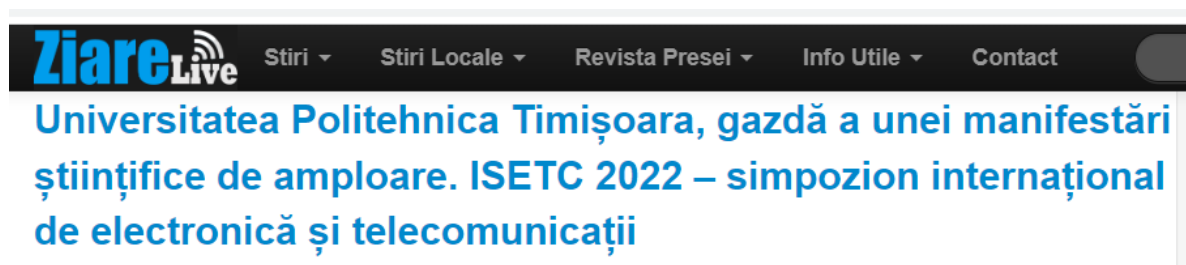 ZiareLive Stiri Stiri Locale Revista Presei Info Utile Contact
Universitatea Politehnica Timișoara, gazdă a unei manifestări
științifice de amploare. ISETC 2022 – simpozion internațional
de electronică și telecomunicații